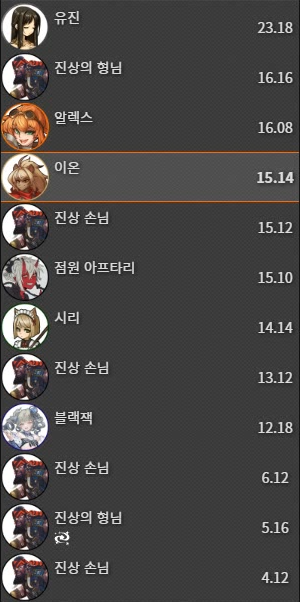 유진
23.18
진상의 형님
16.16
알렉스
16.08
이온
15.14
진상 손님
15.12
점원 아프타리
15.10
시리
14.14
진상 손님
13.12
블랙잭
12.18
진상 손님
6.12
진상의 형님
5.16
진상 손님
4.12